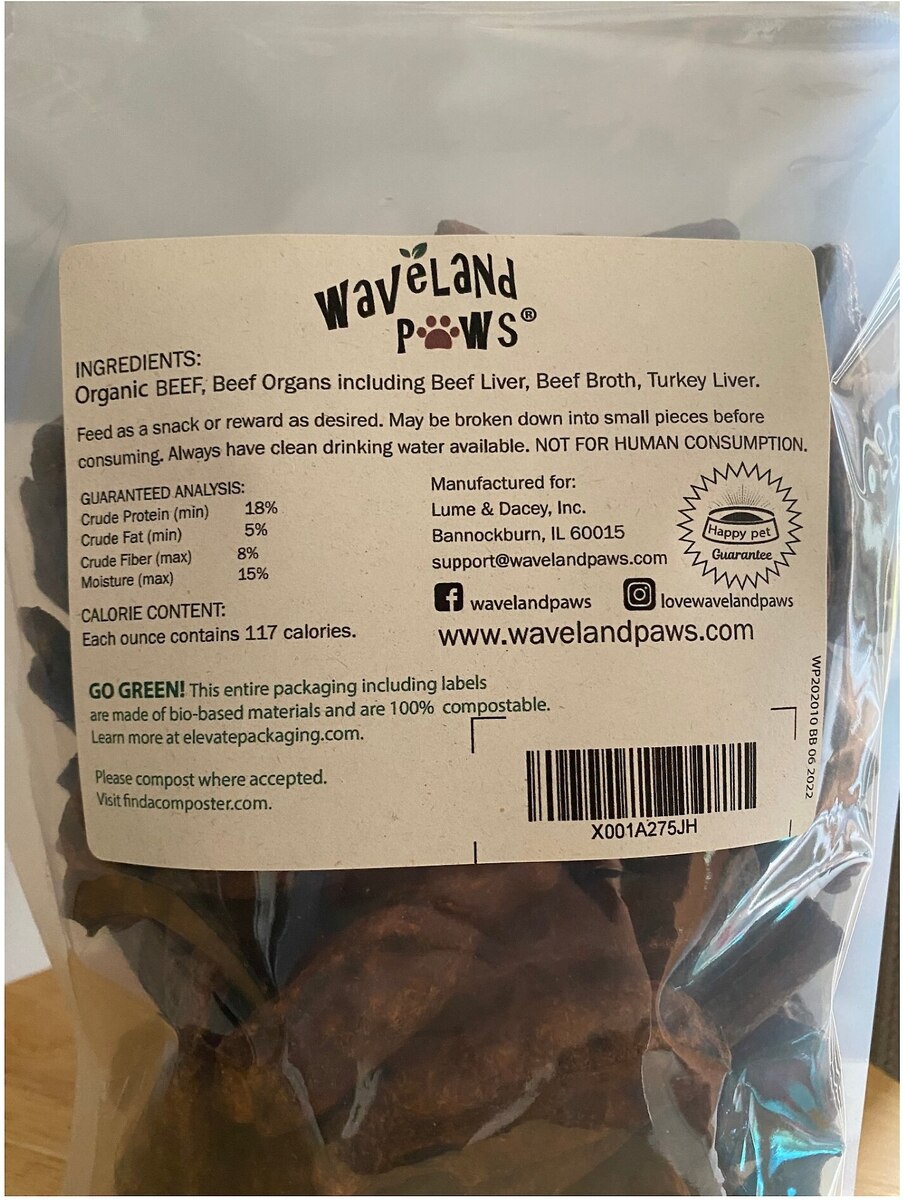 WaveLaNd
PAWS®
INGREDIENTS:
Organic BEEF, Beef Organs including Beef Liver, Beef Broth, Turkey Liver.
Feed as a snack or reward as desired. May be broken down into small pieces before
consuming. Always have clean drinking water available. NOT FOR HUMAN CONSUMPTION.
GUARANTEED ANALYSIS:
Crude Protein (min) 18%
Crude Fat (min) 5%
Crude Fiber (max) 8%
Moisture (max) 15%
CALORIE CONTENT:
Each ounce contains 117 calories.
Manufactured for:
Lume & Dacey, Inc.
Bannockburn, IL 60015
support@wavelandpaws.com
wavelandpaws
lovewavelandpaws
www.wavelandpaws.com
Happy pet
Guarantee
GO GREEN! This entire packaging including labels
are made of bio-based materials and are 100% compostable.
Learn more at elevatepackaging.com.
Please compost where accepted.
Visit findacomposter.com.
X001A275JH
WP202010 BB 06 2022